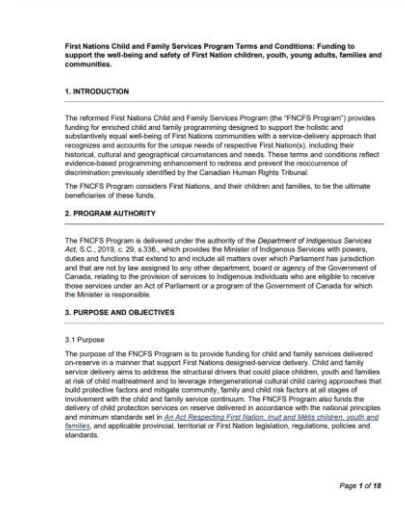 First Nations Child and Family Services Program Terms and Conditions: Funding to
support the well-being and safety of First Nation children, youth, young adults, families and
communities.
1. INTRODUCTION
The reformed First Nations Child and Family Services Program (the “FNCFS Program”) provides
funding for enriched child and family programming designed to support the holistic and
substantively equal well-being of First Nations communities with a service-delivery approach that
recognizes and accounts for the unique needs of respective First Nation(s), including their
historical, cultural and geographical circumstances and needs. These terms and conditions reflect
evidence-based programming enhancement to redress and prevent the reoccurrence of
discrimination previously identified by the Canadian Human Rights Tribunal.
The FNCFS Program considers First Nations, and their children and families, to be the ultimate
beneficiaries of these funds.
2. PROGRAM AUTHORITY
The FNCFS Program is delivered under the authority of the Department of Indigenous Services
Act, S.C., 2019, c. 29, s.336., which provides the Minister of Indigenous Services with powers,
duties and functions that extend to and include all matters over which Parliament has jurisdiction
and that are not by law assigned to any other department, board or agency of the Government of
Canada, relating to the provision of services to Indigenous individuals who are eligible to receive
those services under an Act of Parliament or a program of the Government of Canada for which
the Minister is responsible.
3. PURPOSE AND OBJECTIVES
3.1 Purpose
The purpose of the FNCFS Program is to provide funding for child and family services delivered
on-reserve in a manner that support First Nations designed-service delivery. Child and family
service delivery aims to address the structural drivers that could place children, youth and families
at risk of child maltreatment and to leverage intergenerational cultural child caring approaches that
build protective factors and mitigate community, family and child risk factors at all stages of
involvement with the child and family service continuum. The FNCFS Program also funds the
delivery of child protection services on reserve delivered in accordance with the national principles
and minimum standards set in An Act Respecting First Nation, Inuit and Métis children, youth and
families, and applicable provincial, territorial or First Nation legislation, regulations, policies and
standards.
Page 1 of 18